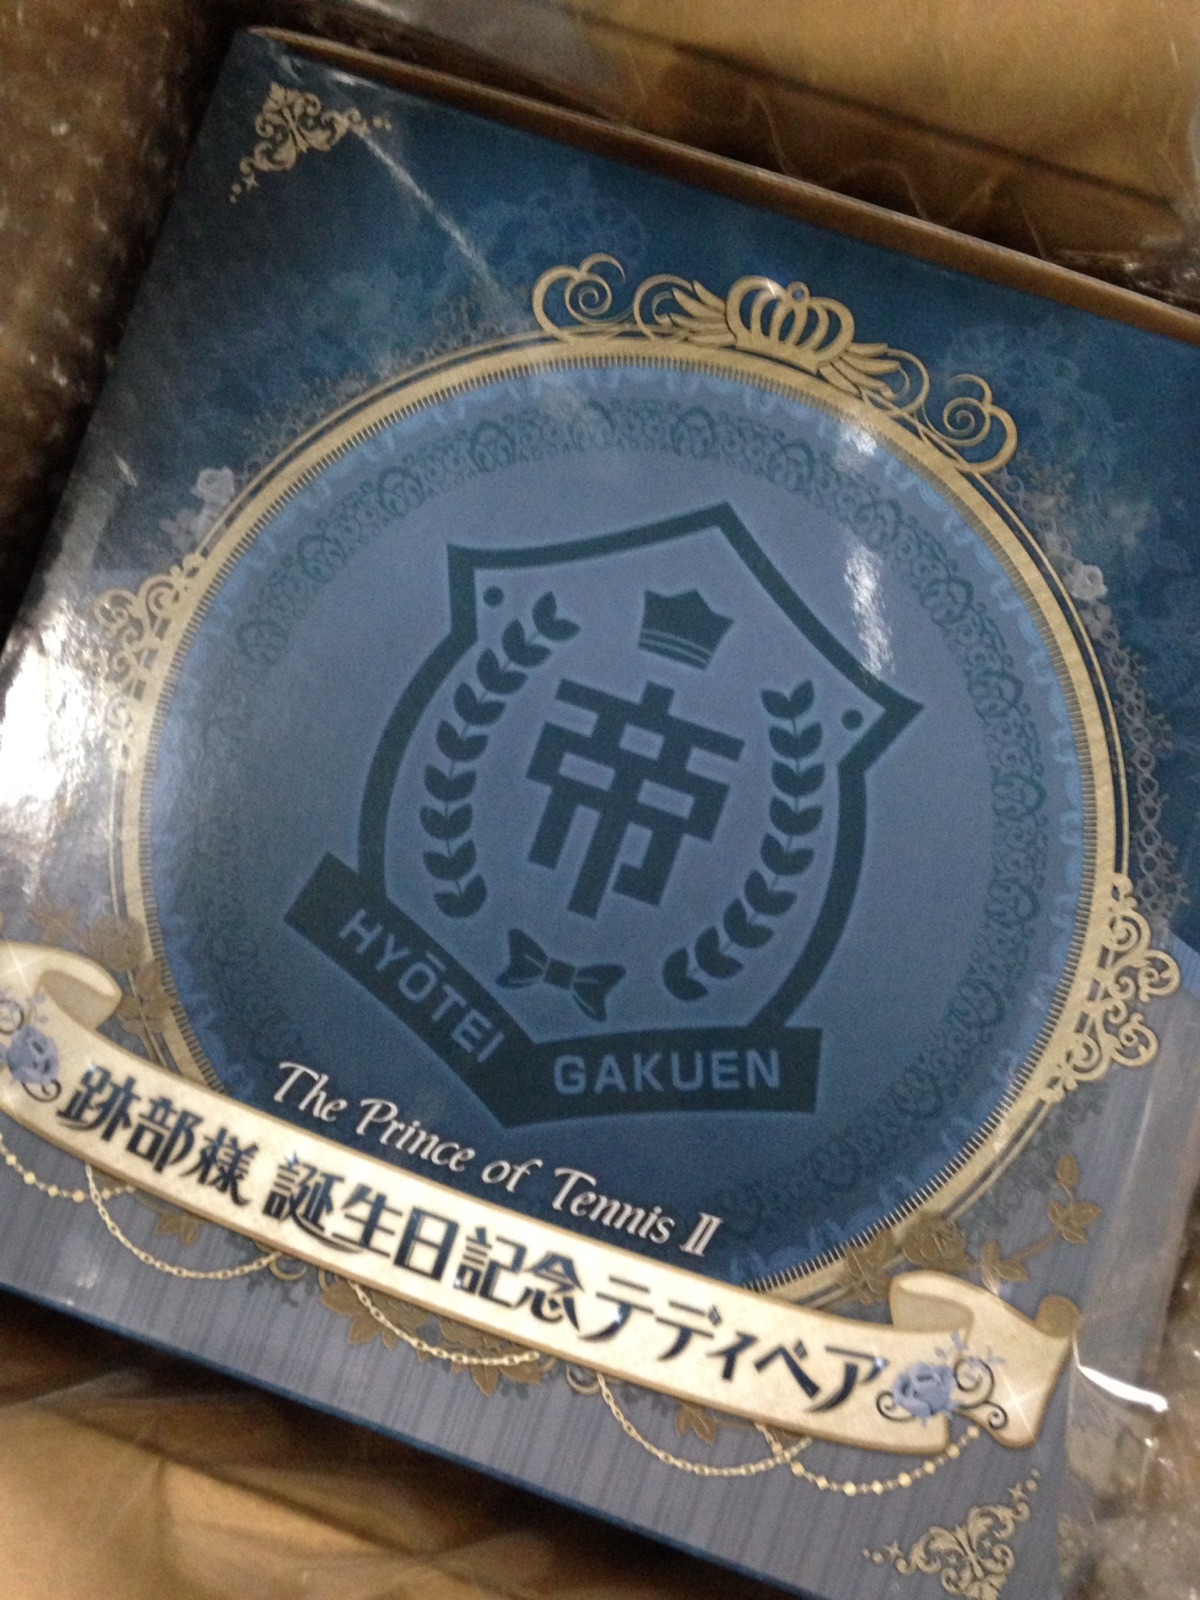 帝
HYŌTEI GAKUEN
The Prince of Tennis II
跡部様 誕生日記念テディベア